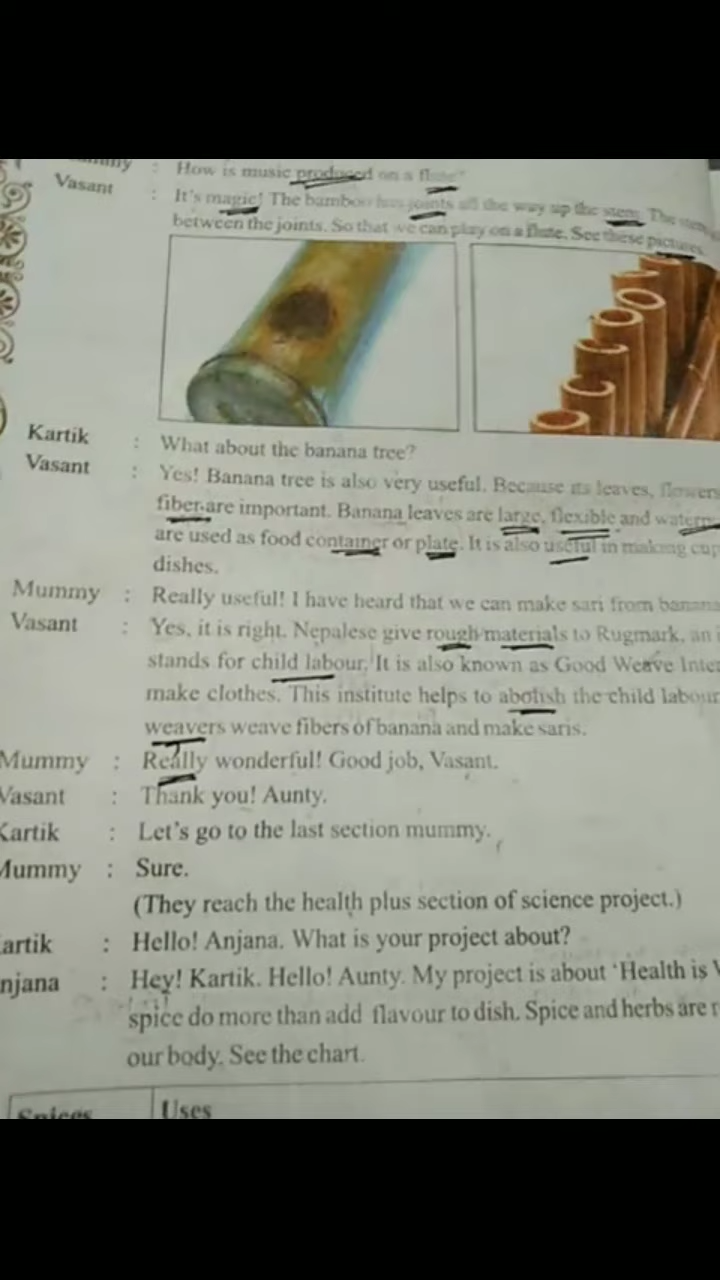 : How is music produced on a flute?
Vasant : It's magic! The bamboo has joints all the way up the stem. The stem
between the joints. So that we can play on a flute. See these pictures.
Kartik : What about the banana tree?
Vasant : Yes! Banana tree is also very useful. Because its leaves, flowers
fiber are important. Banana leaves are large, flexible and
are used as food container or plate. It is also useful in making cup
dishes.
Mummy : Really useful! I have heard that we can make sari from banana
Vasant : Yes, it is right. Nepalese give rough materials to Rugmark, an
stands for child labour. It is also known as Good Weave
make clothes. This institute helps to abolish the child labour
weavers weave fibers of banana and make saris.
Mummy : Really wonderful! Good job, Vasant.
Vasant : Thank you! Aunty.
Kartik : Let's go to the last section mummy.
Mummy : Sure.
(They reach the health plus section of science project.)
artik : Hello! Anjana. What is your project about?
njana : Hey! Kartik. Hello! Aunty. My project is about 'Health is
spice do more than add flavour to dish. Spice and herbs are
our body. See the chart.
Spices Uses